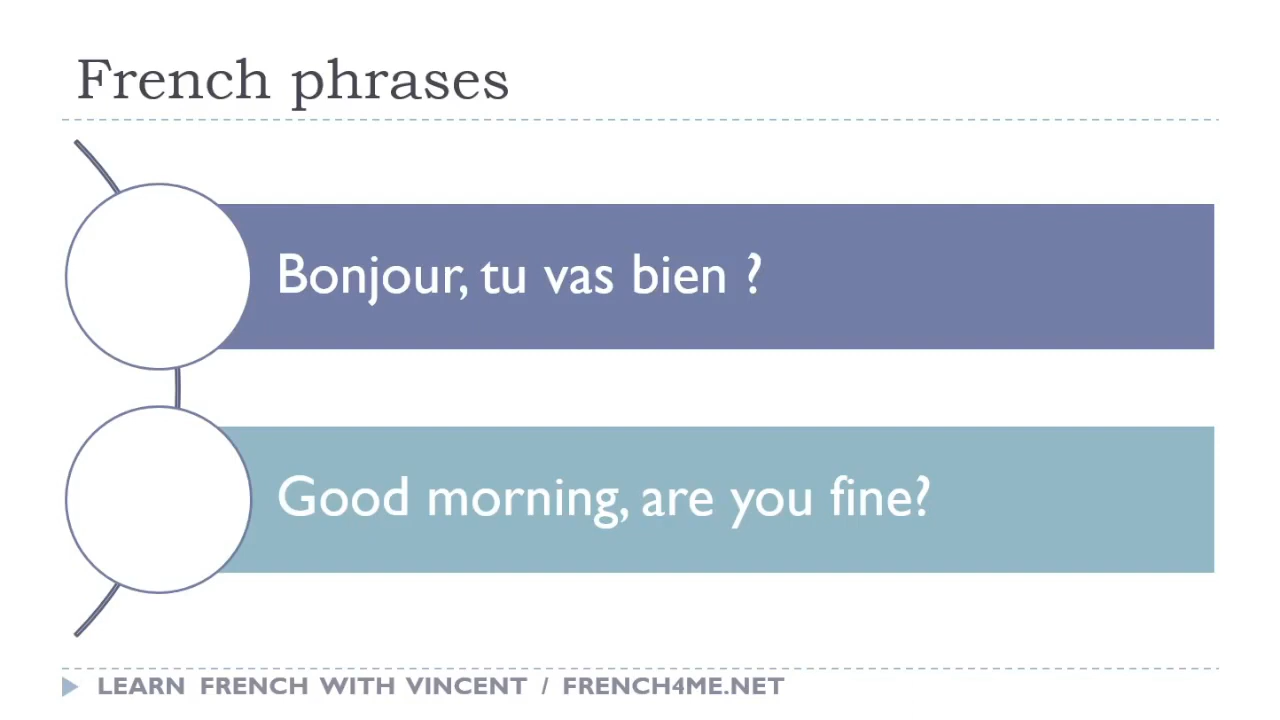 French phrases
Bonjour, tu vas bien ?
Good morning, are you fine?
LEARN FRENCH WITH VINCENT / FRENCH4ME.NET